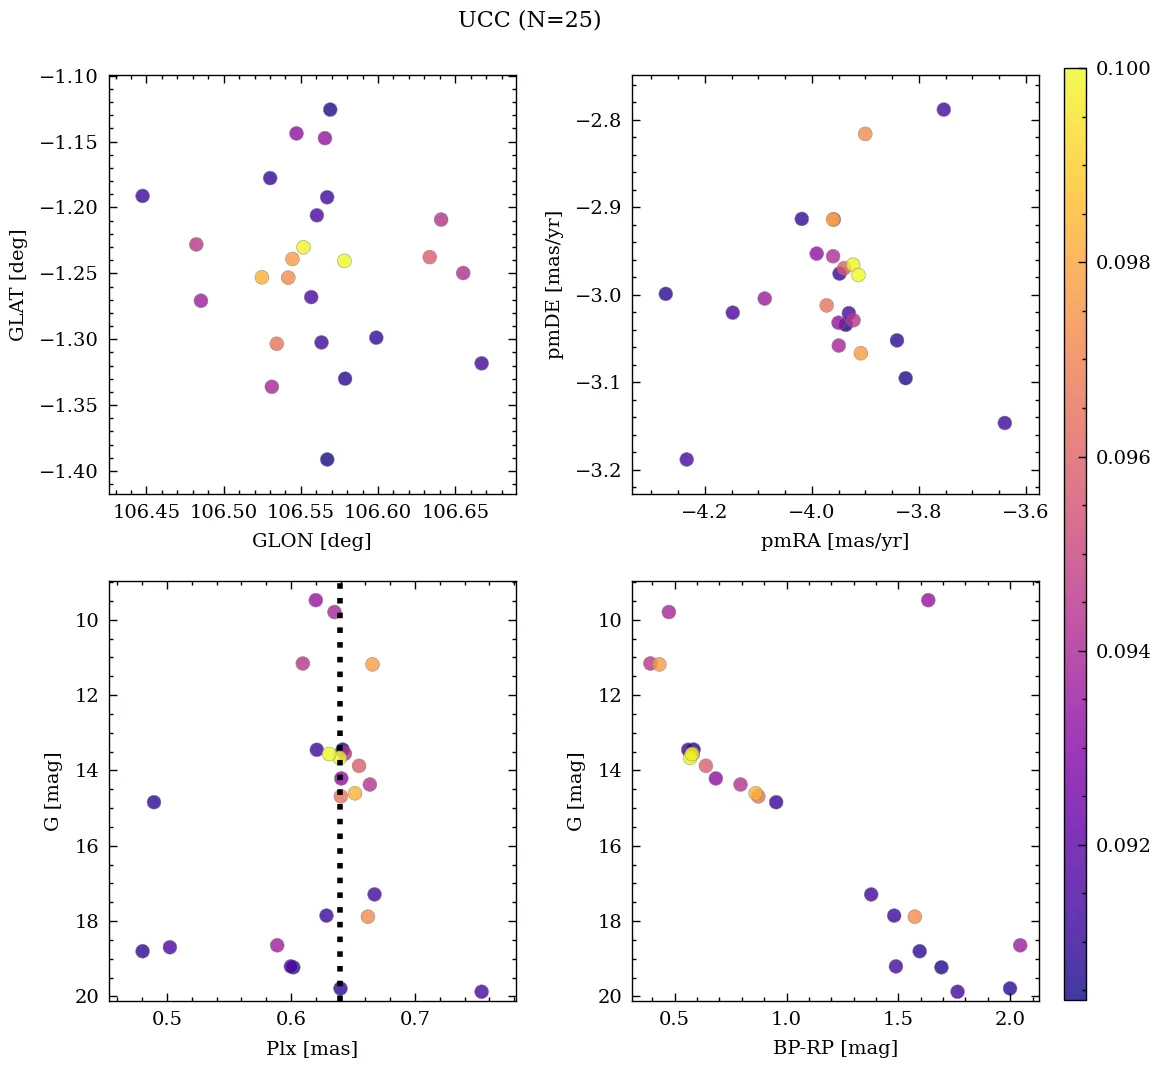 UCC (N=25)
−1.10
−1.15
−1.20
−1.25
−1.30
−1.35
−1.40
GLAT [deg]
106.45 106.50 106.55 106.60 106.65
GLON [deg]
−2.8
−2.9
−3.0
−3.1
−3.2
pmDE [mas/yr]
−4.2 −4.0 −3.8 −3.6
pmRA [mas/yr]
10
12
14
16
18
20
G [mag]
0.5 0.6 0.7
Plx [mas]
10
12
14
16
18
20
G [mag]
0.5 1.0 1.5 2.0
BP-RP [mag]
0.100
0.098
0.096
0.094
0.092